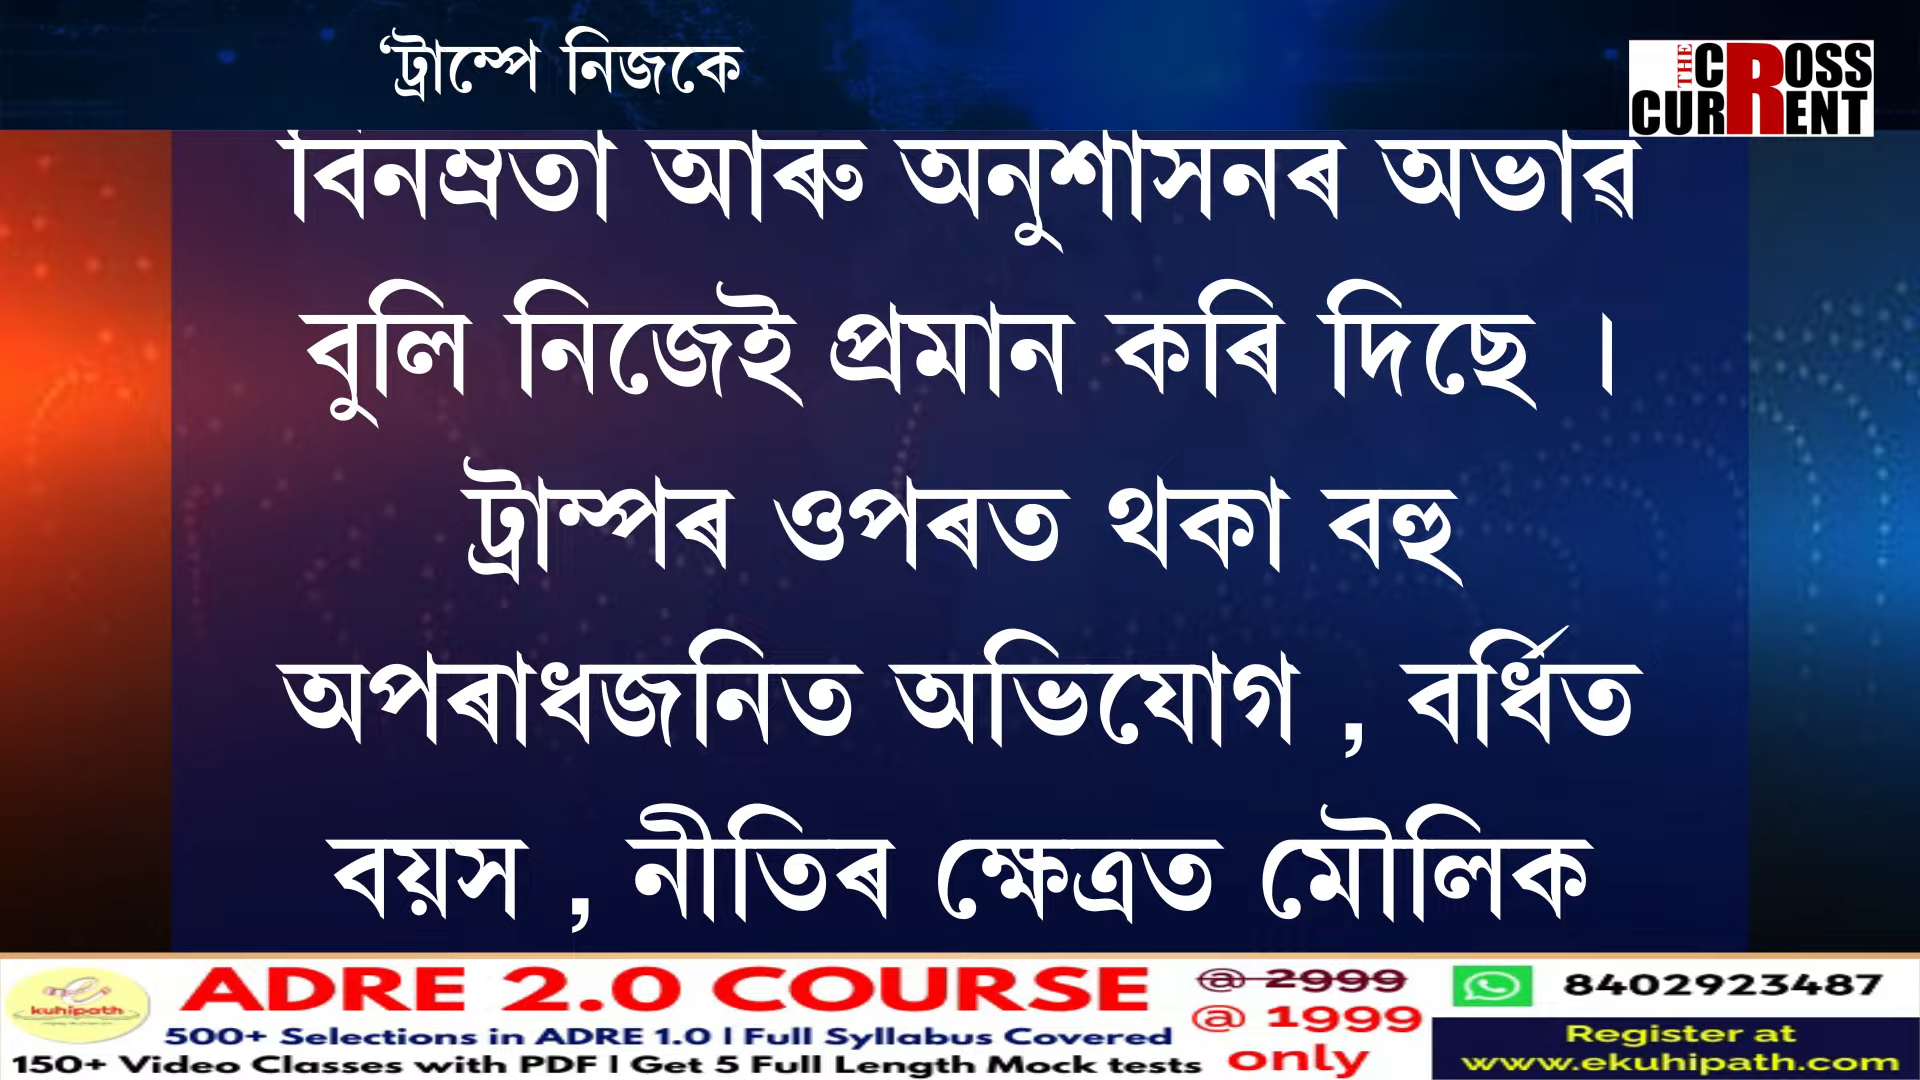 ‘ট্ৰাম্পে নিজকে
THE CROSS
CURRENT
বিনম্ৰতা আৰু অনুশাসনৰ অভাৱ
বুলি নিজেই প্ৰমান কৰি দিছে ।
ট্ৰাম্পৰ ওপৰত থকা বহু
অপৰাধজনিত অভিযোগ , বৰ্ধিত
বয়স , নীতিৰ ক্ষেত্ৰত মৌলিক
kuhipath
ADRE 2.0 COURSE
500+ Selections in ADRE 1.0 | Full Syllabus Covered
150+ Video Classes with PDF | Get 5 Full Length Mock tests
@ 2999
@ 1999
only
8402923487
Register at
www.ekuhipath.com